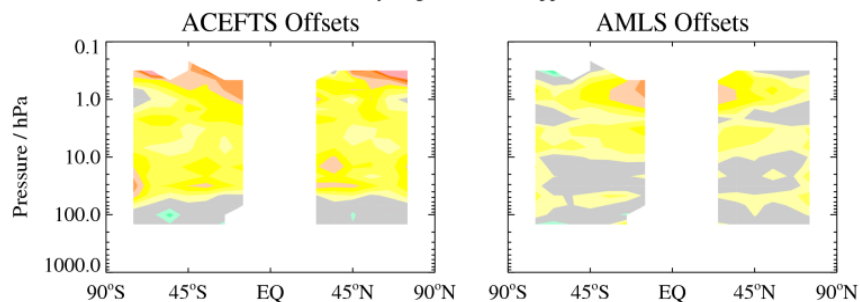 ACEFTS Offsets
AMLS Offsets
Pressure / hPa
0.1
1.0
10.0
100.0
1000.0
90°S 45°S EQ 45°N 90°N
90°S 45°S EQ 45°N 90°N